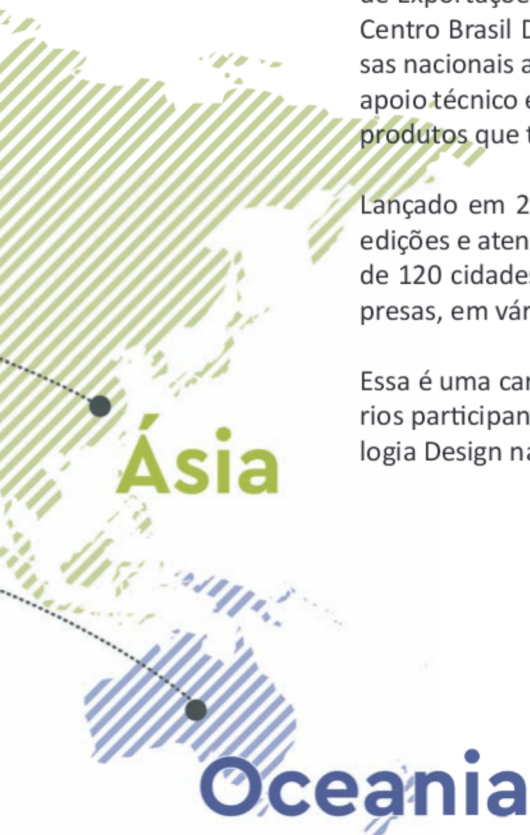 Centro Brasil D
sas nacionais a
apoio técnico e
produtos que t
Lançado em 2
edições e aten
de 120 cidades
presas, em vár
Essa é uma car
rios participan
logia Design na
Ásia
Oceania